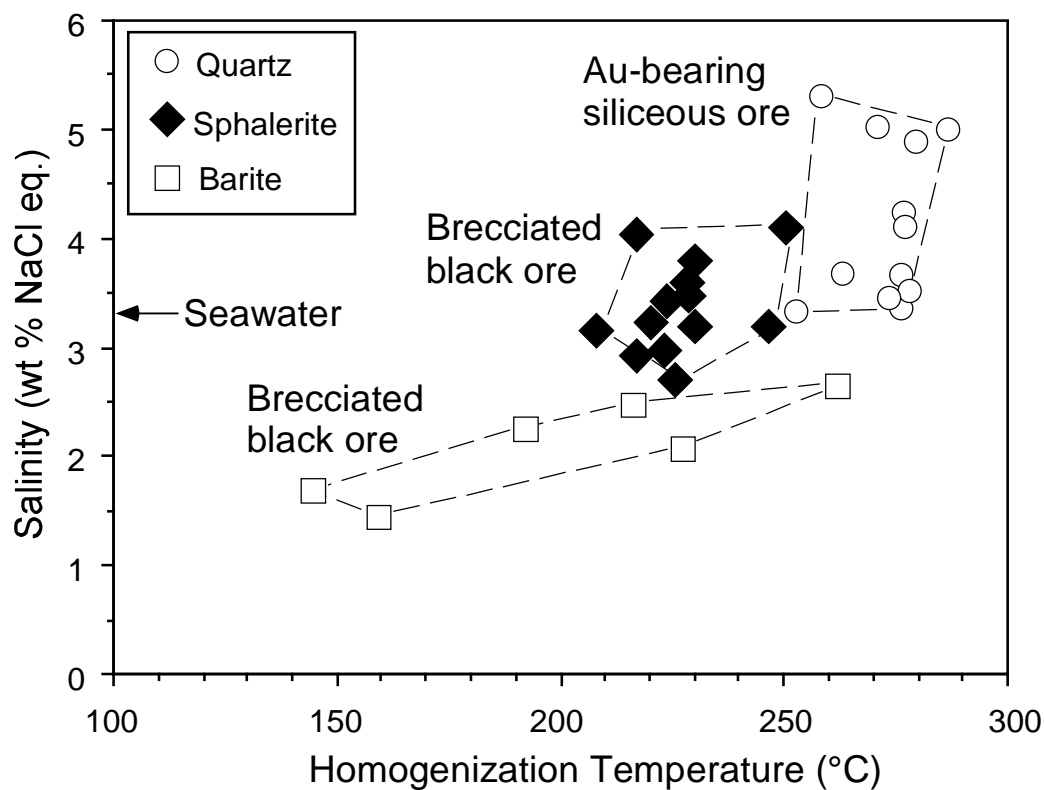 6
5
4
3
2
1
0
Salinity (wt % NaCl eq.)
Quartz
Sphalerite
Barite
Au-bearing
siliceous ore
Brecciated
black ore
Seawater
Brecciated
black ore
100
150
200
250
300
Homogenization Temperature (°C)